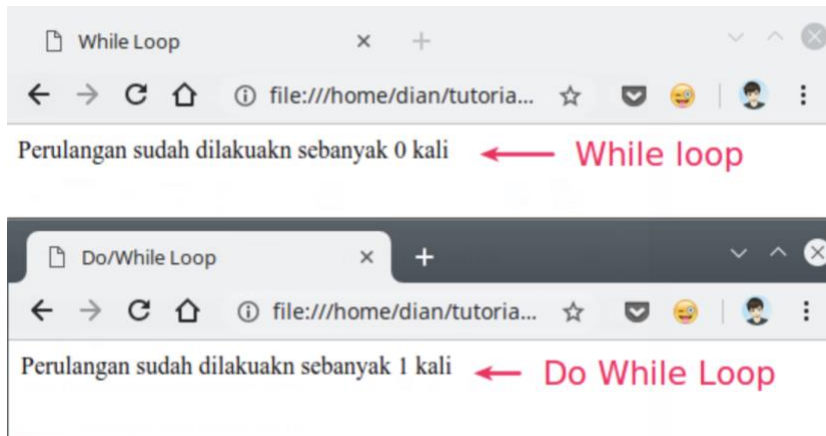 While Loop
file:///home/dian/tutoria...
Perulangan sudah dilakuakn sebanyak 0 kali While loop
Do/While Loop
file:///home/dian/tutoria...
Perulangan sudah dilakuakn sebanyak 1 kali Do While Loop